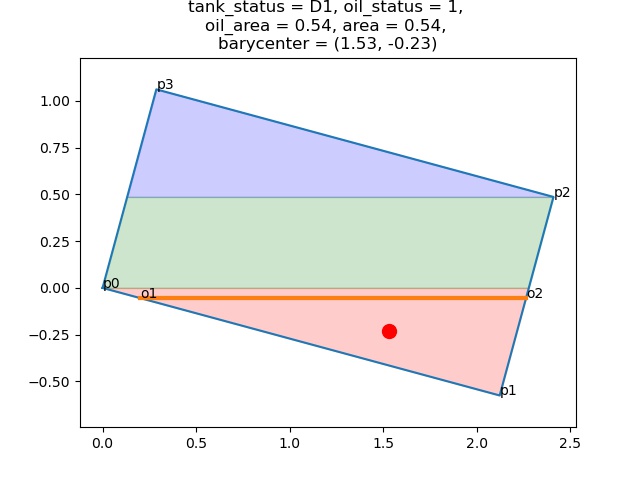 tank_status = D1, oil_status = 1,
oil_area = 0.54, area = 0.54,
barycenter = (1.53, -0.23)
1.00
0.75
0.50
0.25
0.00
−0.25
−0.50
p3
p2
p0
o1
o2
p1
0.0
0.5
1.0
1.5
2.0
2.5